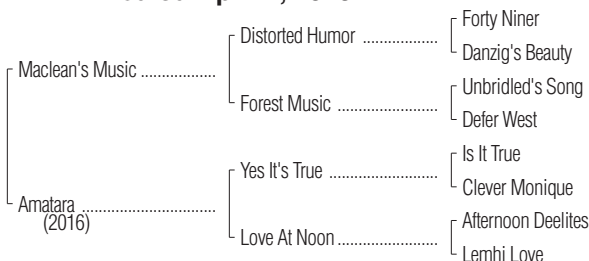 Forty Niner
Distorted Humor ..................
Danzig's Beauty
Maclean's Music .................
Unbridled's Song
Forest Music ........................
Defer West
Is It True
Yes It's True ..........................
Clever Monique
Amatara ................................
(2016)
Afternoon Deelites
Love At Noon ........................
Lemhi Love